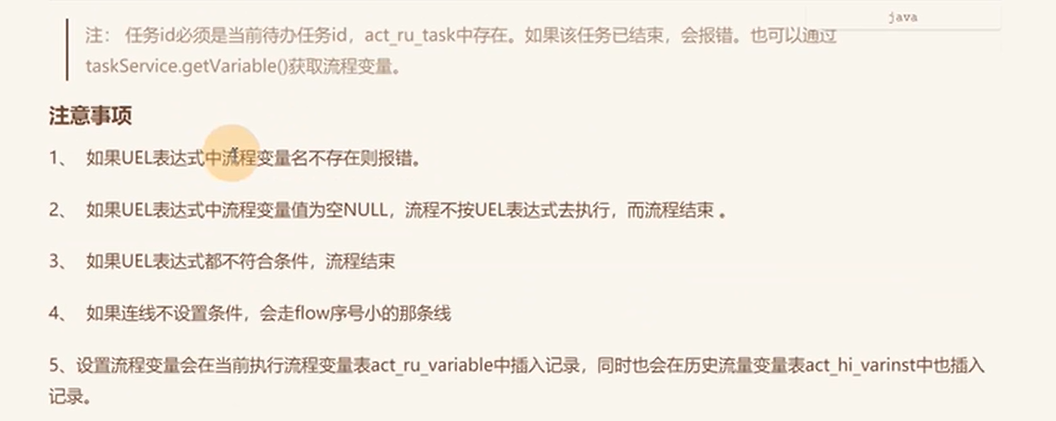 java
注： 任务id必须是当前待办任务id，act_ru_task中存在。如果该任务已结束，会报错。也可以通过
taskService.getVariable()获取流程变量。
注意事项
1、 如果UEL表达式中流程变量名不存在则报错。
2、 如果UEL表达式中流程变量值为空NULL，流程不按UEL表达式去执行，而流程结束 。
3、 如果UEL表达式都不符合条件，流程结束
4、 如果连线不设置条件，会走flow序号小的那条线
5、设置流程变量会在当前执行流程变量表act_ru_variable中插入记录，同时也会在历史流量变量表act_hi_varinst中也插入
记录。